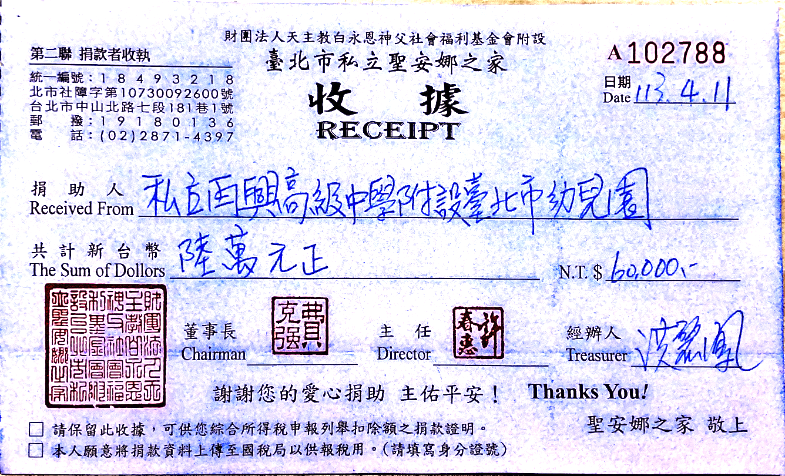 財團法人天主教白永恩神父社會福利基金會附設
臺北市私立聖安娜之家
收據
RECEIPT
A 102788
日期
Date 113.4.11
第二聯 捐款者收執
統一編號：18493218
北市社障字第10730092600號
台北市中山北路七段181巷1號
郵 撥：19180136
電 話：(02)2871-4397
捐助人
Received From 私立再興高級中學附設臺北市幼兒園
共計新台幣
The Sum of Dollors 陸萬元正 N.T. $ 60,000.-
董事長
Chairman 費克強
主任
Director 許春惠
經辦人
Treasurer
謝謝您的愛心捐助 主佑平安！ Thanks You!
聖安娜之家 敬上
□ 請保留此收據，可供您綜合所得稅申報列舉扣除額之捐款證明。
□ 本人願意將捐款資料上傳至國稅局以供報稅用。(請填寫身分證號)